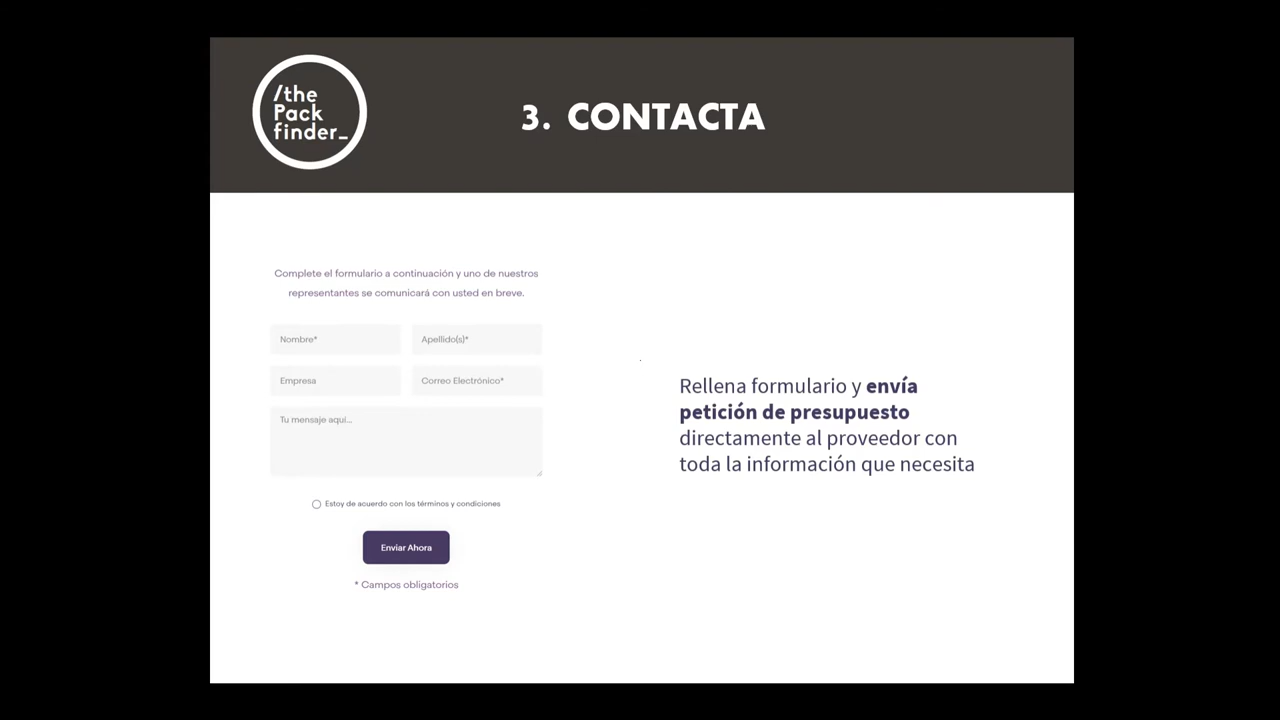 /the
Pack
finder_
3. CONTACTA
Complete el formulario a continuación y uno de nuestros
representantes se comunicará con usted en breve.
Nombre* Apellido(s)*
Empresa Correo Electrónico*
Tu mensaje aquí...
Estoy de acuerdo con los términos y condiciones
Enviar Ahora
* Campos obligatorios
Rellena formulario y envía
petición de presupuesto
directamente al proveedor con
toda la información que necesita